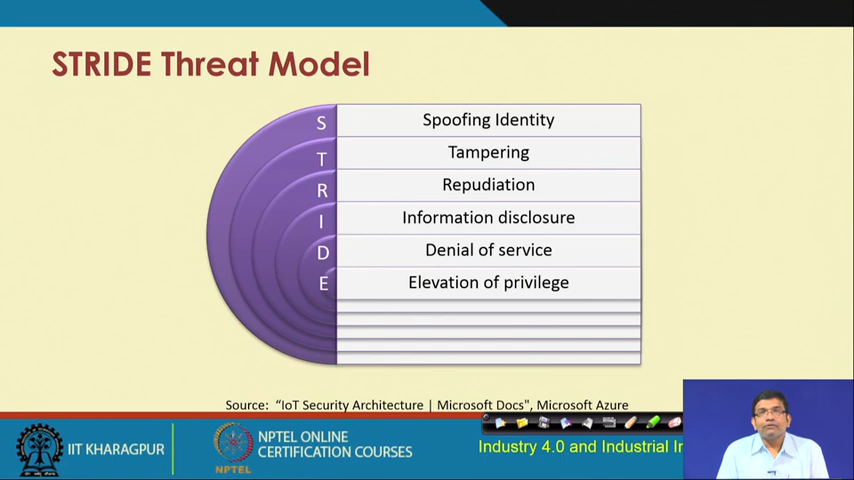 STRIDE Threat Model
S
Spoofing Identity
T
Tampering
R
Repudiation
I
Information disclosure
D
Denial of service
E
Elevation of privilege
Source: "IoT Security Architecture | Microsoft Docs", Microsoft Azure
IIT KHARAGPUR
NPTEL
NPTEL ONLINE
CERTIFICATION COURSES
Industry 4.0 and Industrial In